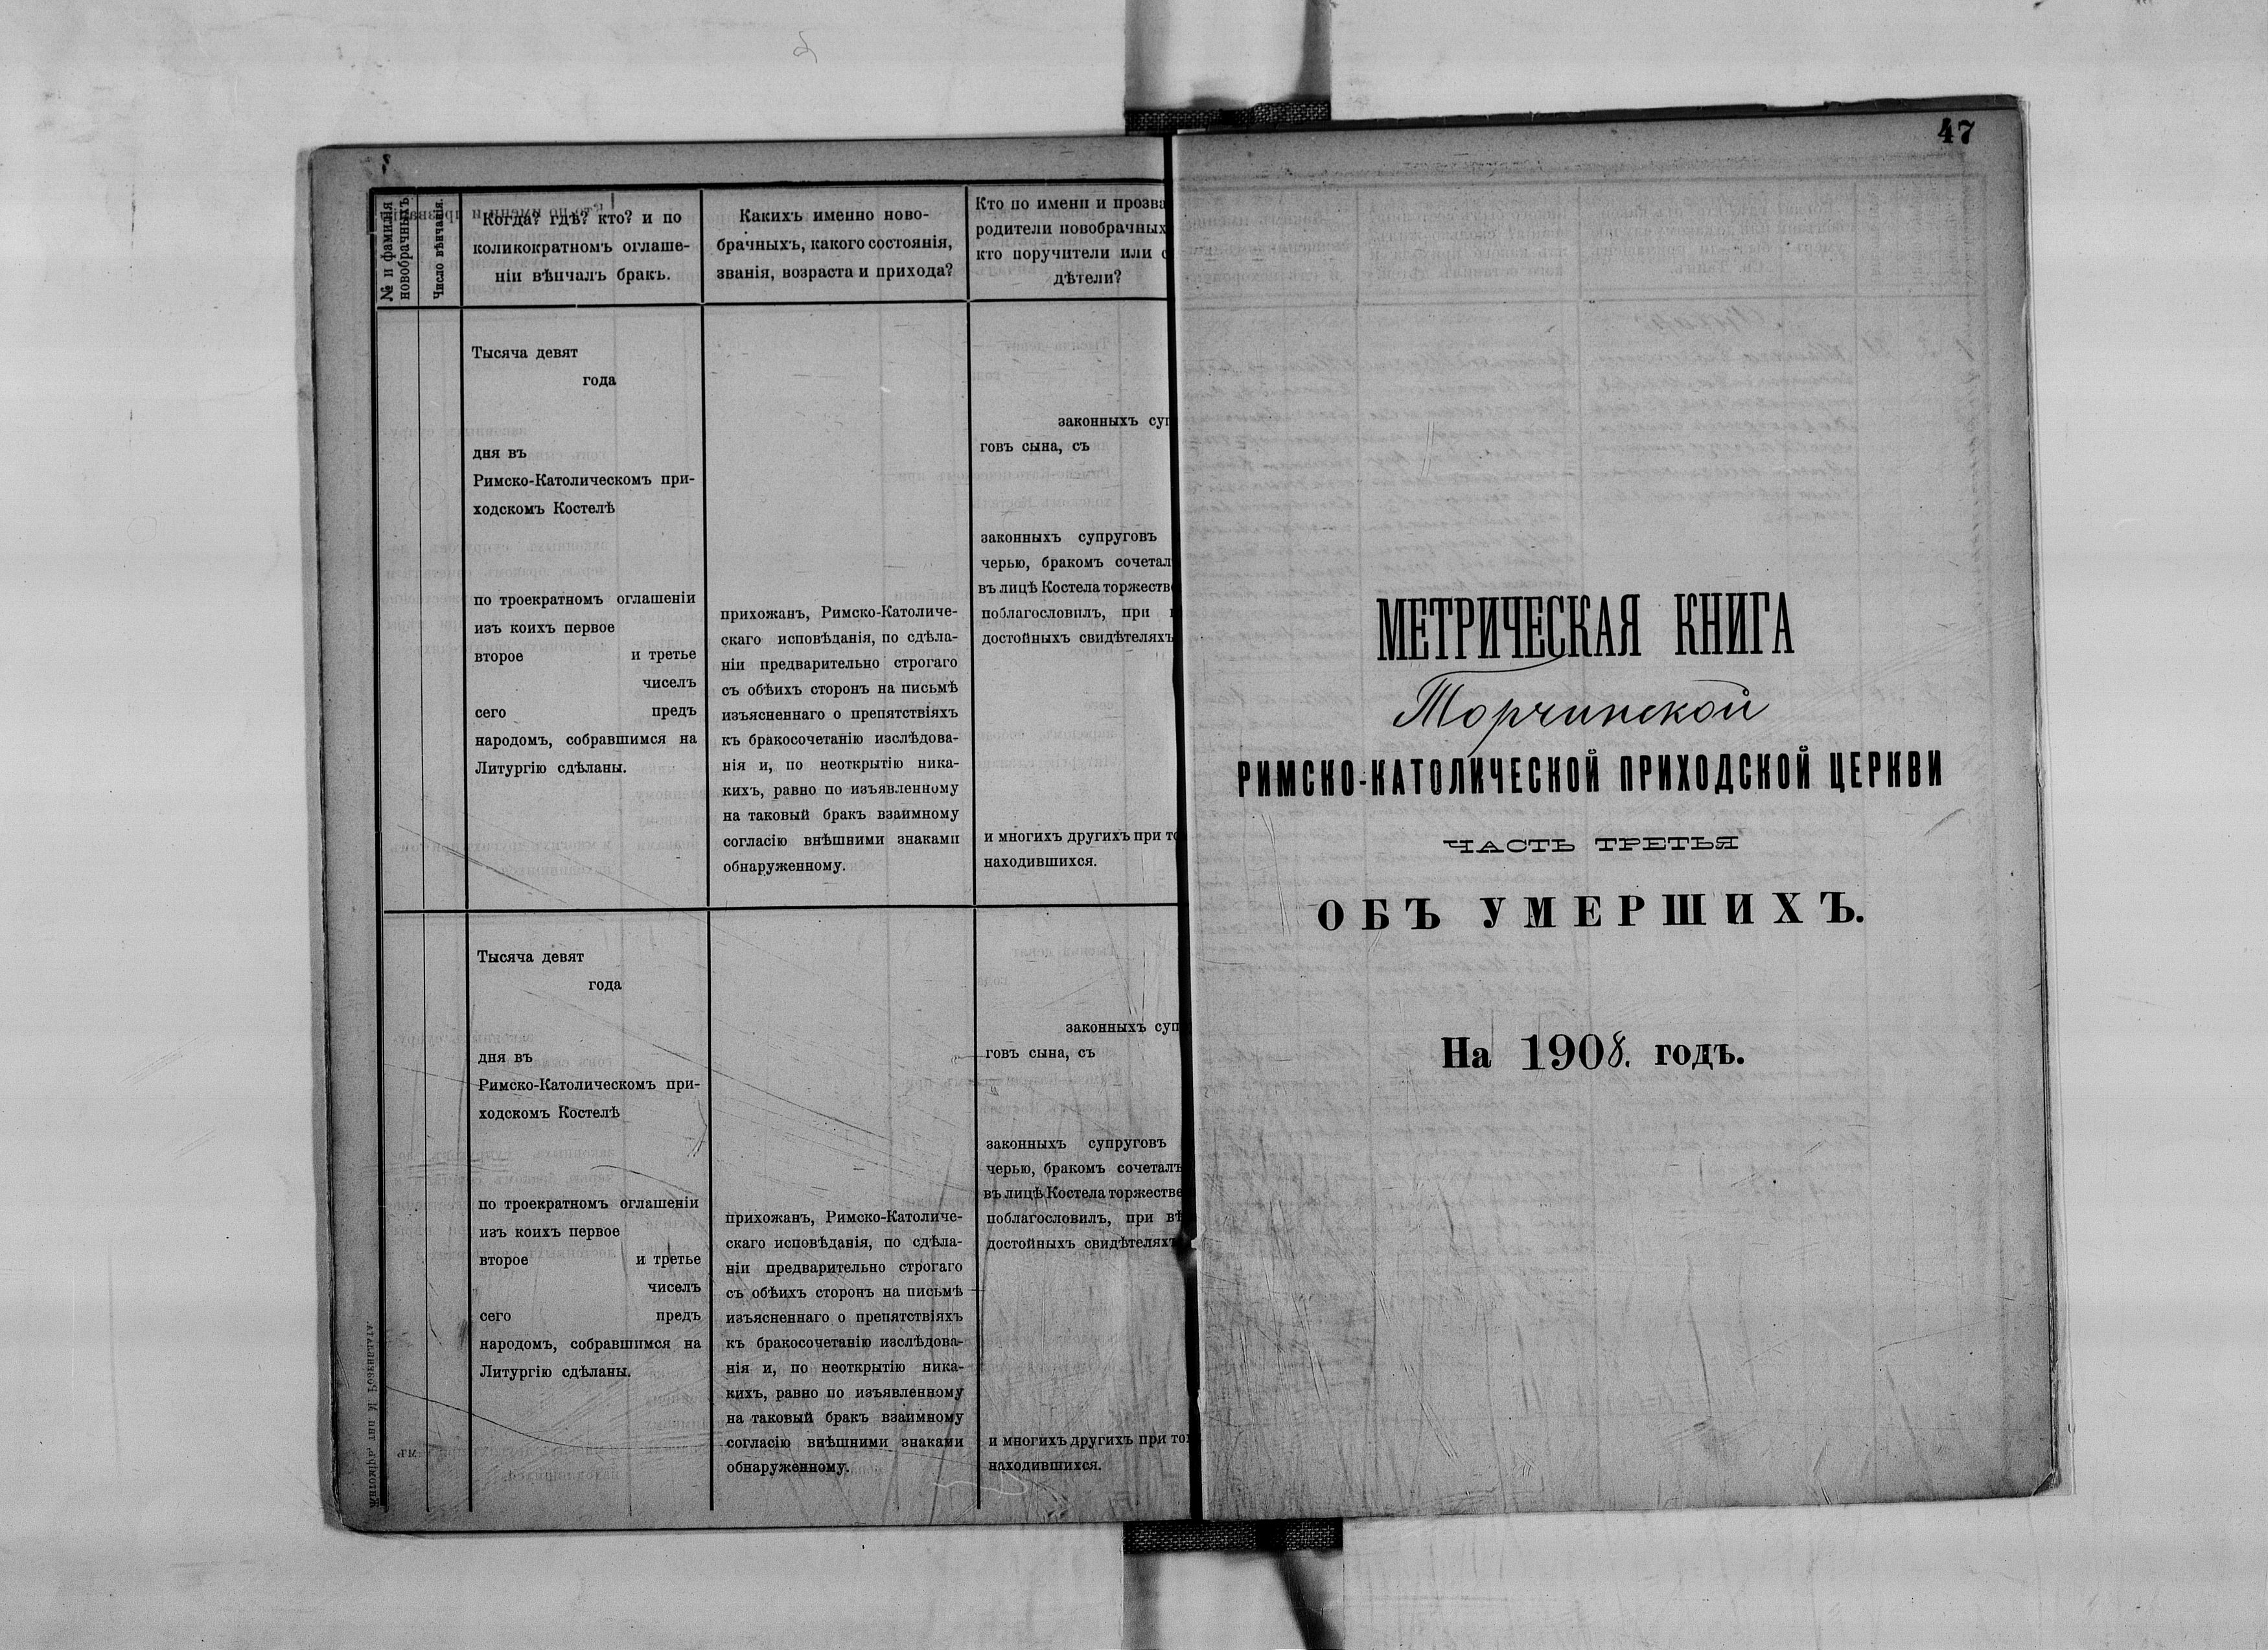 № и фамилія
новобрачныхъ
Число вѣнчанія.
Когда? гдѣ? кто? и по
коликократномъ оглаше-
ніи вѣнчалъ бракъ.
Какихъ именно ново-
брачныхъ, какого состоянія,
званія, возраста и прихода?
Кто по имени и прозва
родители новобрачных
кто поручители или с
дѣтели?
Тысяча девят
года
дня въ
Римско-Католическомъ при-
ходскомъ Костелѣ
по троекратномъ оглашеніи
изъ коихъ первое
второе и третье
чиселъ
сего предъ
народомъ, собравшимся на
Литургію сдѣланы.
прихожанъ, Римско-Католиче-
скаго исповѣданія, по сдѣла-
ніи предварительно строгаго
съ обѣихъ сторонъ на письмѣ
изъясненнаго о препятствіяхъ
къ бракосочетанію изслѣдова-
нія и, по неоткрытію ника-
кихъ, равно по изъявленному
на таковый бракъ взаимному
согласію внѣшними знаками
обнаруженному.
законныхъ суп
говъ сына, съ
законныхъ супруговъ
черью, бракомъ сочетал
въ лицѣ Костела торжеств
поблагословилъ, при
достойныхъ свидѣтеляхъ
и многихъ другихъ при то
находившихся.
Тысяча девят
года
дня въ
Римско-Католическомъ при-
ходскомъ Костелѣ
по троекратномъ оглашеніи
изъ коихъ первое
второе и третье
чиселъ
сего предъ
народомъ, собравшимся на
Литургію сдѣланы.
прихожанъ, Римско-Католиче-
скаго исповѣданія, по сдѣла-
ніи предварительно строгаго
съ обѣихъ сторонъ на письмѣ
изъясненнаго о препятствіяхъ
къ бракосочетанію изслѣдова-
нія и, по неоткрытію ника-
кихъ, равно по изъявленному
на таковый бракъ взаимному
согласію внѣшними знаками
обнаруженному.
законныхъ суп
говъ сына, съ
законныхъ супруговъ
черью, бракомъ сочеталъ
въ лицѣ Костела торжестве
поблагословилъ, при вѣ
достойныхъ свидѣтеляхъ
и многихъ другихъ при то
находившихся.
47
МЕТРИЧЕСКАЯ КНИГА
Торчинской
РИМСКО-КАТОЛИЧЕСКОЙ ПРИХОДСКОЙ ЦЕРКВИ
ЧАСТЬ ТРЕТЬЯ
ОБЪ УМЕРШИХЪ.
На 1908. годъ.